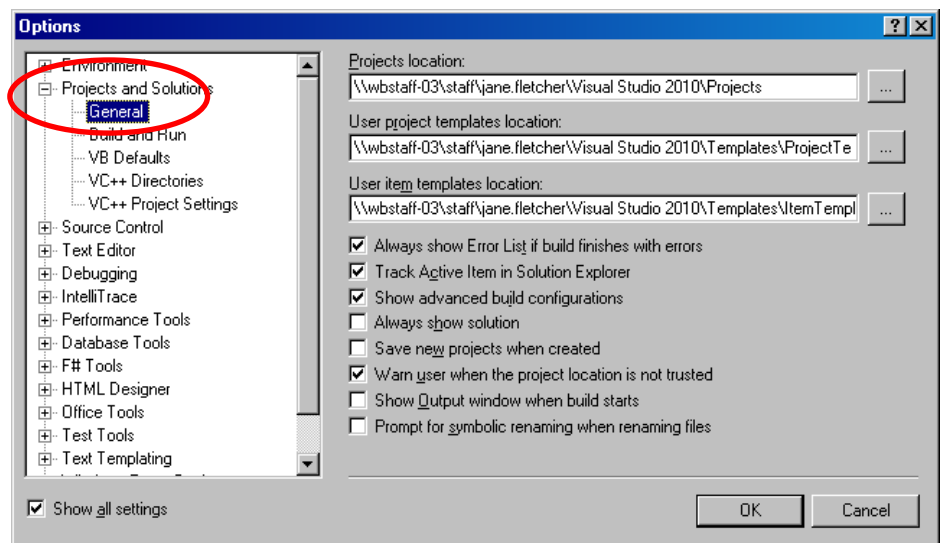 Options
Environment
Projects and Solutions
General
Build and Run
VB Defaults
VC++ Directories
VC++ Project Settings
Source Control
Text Editor
Debugging
IntelliTrace
Performance Tools
Database Tools
F# Tools
HTML Designer
Office Tools
Test Tools
Text Templating
Show all settings
Projects location:
\\wbstaff-03\staff\jane.fletcher\Visual Studio 2010\Projects
...
User project templates location:
\\wbstaff-03\staff\jane.fletcher\Visual Studio 2010\Templates\ProjectTe
...
User item templates location:
\\wbstaff-03\staff\jane.fletcher\Visual Studio 2010\Templates\ItemTempl
...
Always show Error List if build finishes with errors
Track Active Item in Solution Explorer
Show advanced build configurations
Always show solution
Save new projects when created
Warn user when the project location is not trusted
Show Output window when build starts
Prompt for symbolic renaming when renaming files
OK Cancel